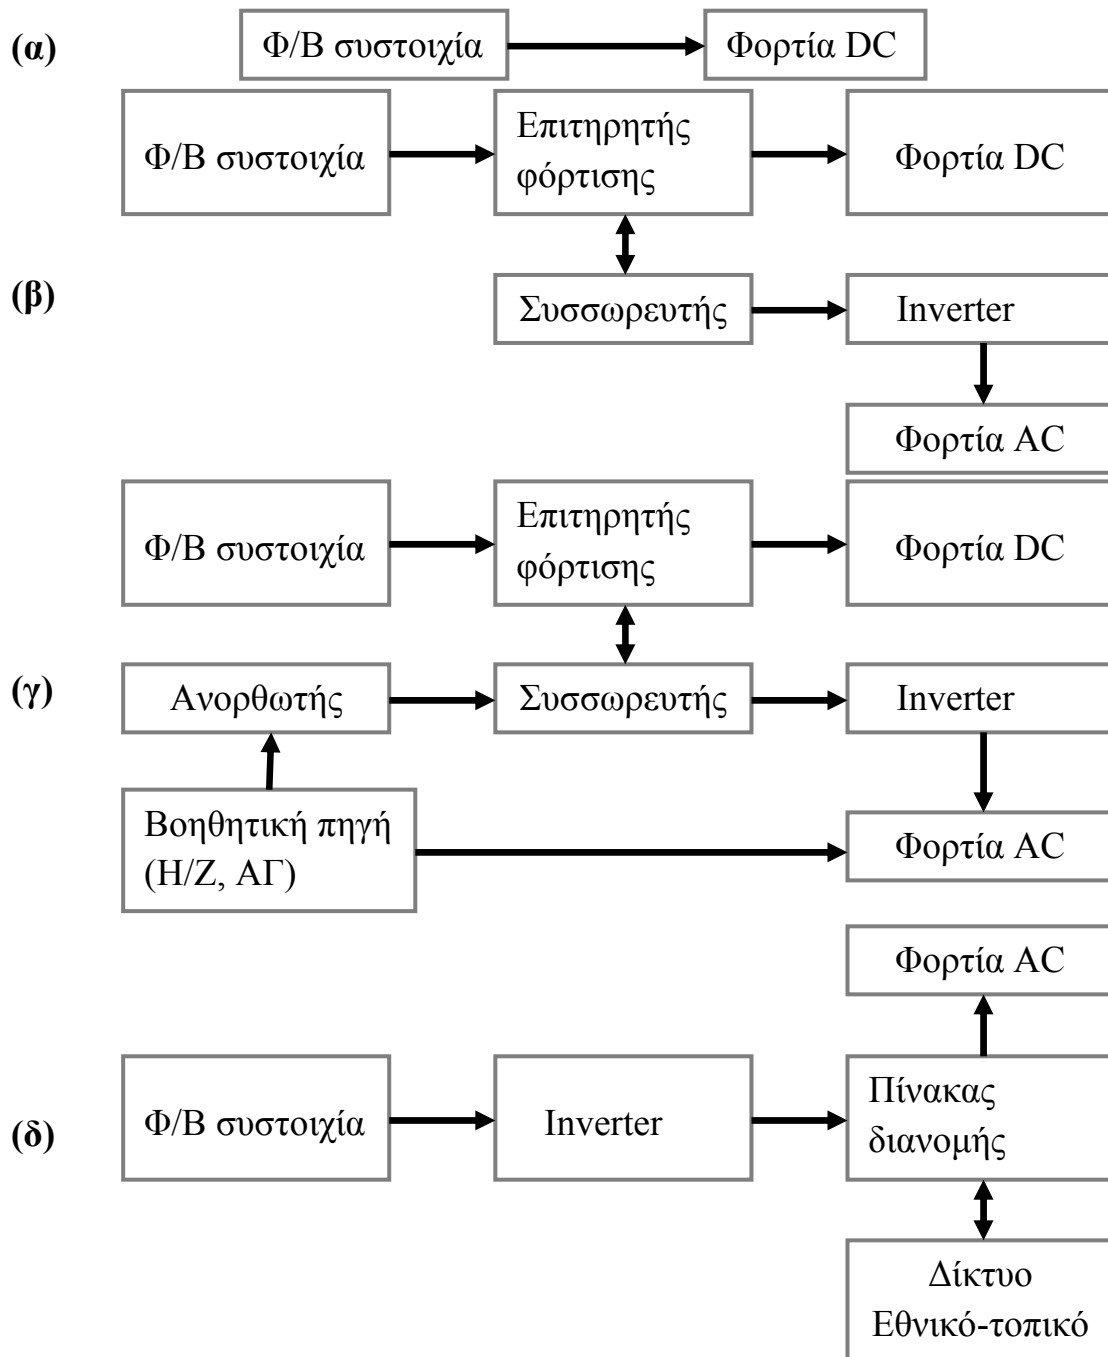 (α)
Φ/Β συστοιχία
Φορτία DC
Φ/Β συστοιχία
Επιτηρητής
φόρτισης
Φορτία DC
(β)
Συσσωρευτής
Inverter
Φορτία AC
Φ/Β συστοιχία
Επιτηρητής
φόρτισης
Φορτία DC
(γ)
Ανορθωτής
Συσσωρευτής
Inverter
Βοηθητική πηγή
(Η/Ζ, ΑΓ)
Φορτία AC
Φορτία AC
(δ)
Φ/Β συστοιχία
Inverter
Πίνακας
διανομής
Δίκτυο
Εθνικό-τοπικό